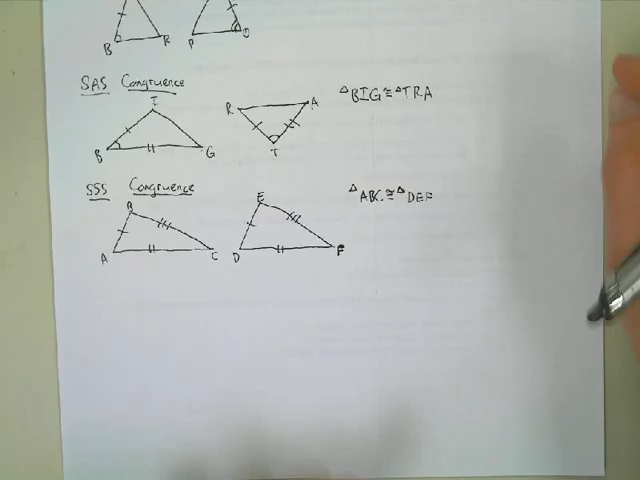 B R P O
SAS Congruence
I
R A
△BIG≅△TRA
B G
T
SSS Congruence
B E
△ABC≅△DEF
A C D F